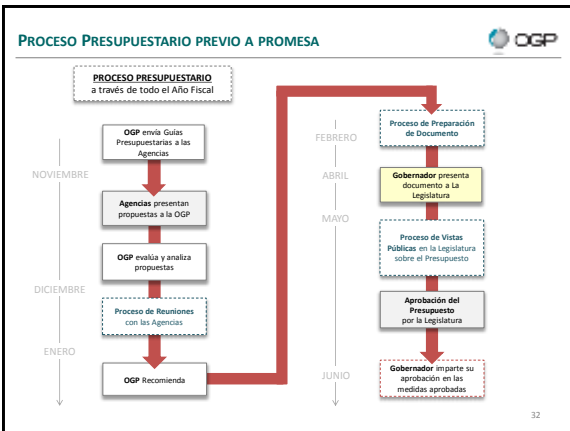 PROCESO PRESUPUESTARIO PREVIO A PROMESA
OGP
PROCESO PRESUPUESTARIO
a través de todo el Año Fiscal
OGP envía Guías
Presupuestarias a las
Agencias
NOVIEMBRE
Agencias presentan
propuestas a la OGP
OGP evalúa y analiza
propuestas
DICIEMBRE
Proceso de Reuniones
con las Agencias
ENERO
OGP Recomienda
FEBRERO
Proceso de Preparación
de Documento
ABRIL
Gobernador presenta
documento a La
Legislatura
MAYO
Proceso de Vistas
Públicas en la Legislatura
sobre el Presupuesto
Aprobación del
Presupuesto
por la Legislatura
JUNIO
Gobernador imparte su
aprobación en las
medidas aprobadas
32